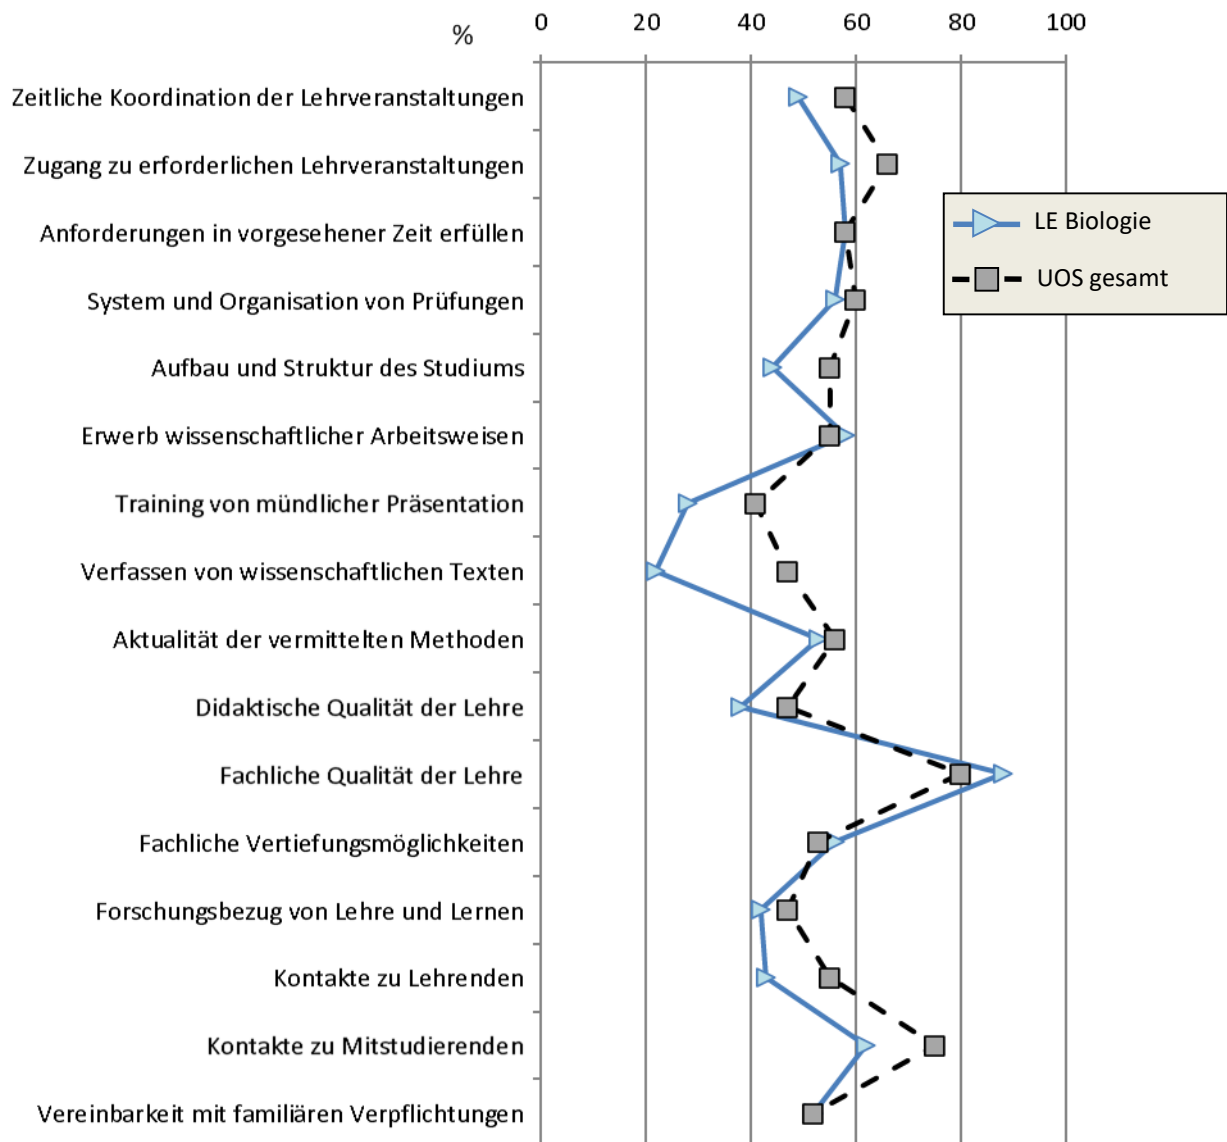 % 0 20 40 60 80 100
Zeitliche Koordination der Lehrveranstaltungen
Zugang zu erforderlichen Lehrveranstaltungen
Anforderungen in vorgesehener Zeit erfüllen
System und Organisation von Prüfungen
Aufbau und Struktur des Studiums
Erwerb wissenschaftlicher Arbeitsweisen
Training von mündlicher Präsentation
Verfassen von wissenschaftlichen Texten
Aktualität der vermittelten Methoden
Didaktische Qualität der Lehre
Fachliche Qualität der Lehre
Fachliche Vertiefungsmöglichkeiten
Forschungsbezug von Lehre und Lernen
Kontakte zu Lehrenden
Kontakte zu Mitstudierenden
Vereinbarkeit mit familiären Verpflichtungen
LE Biologie
UOS gesamt